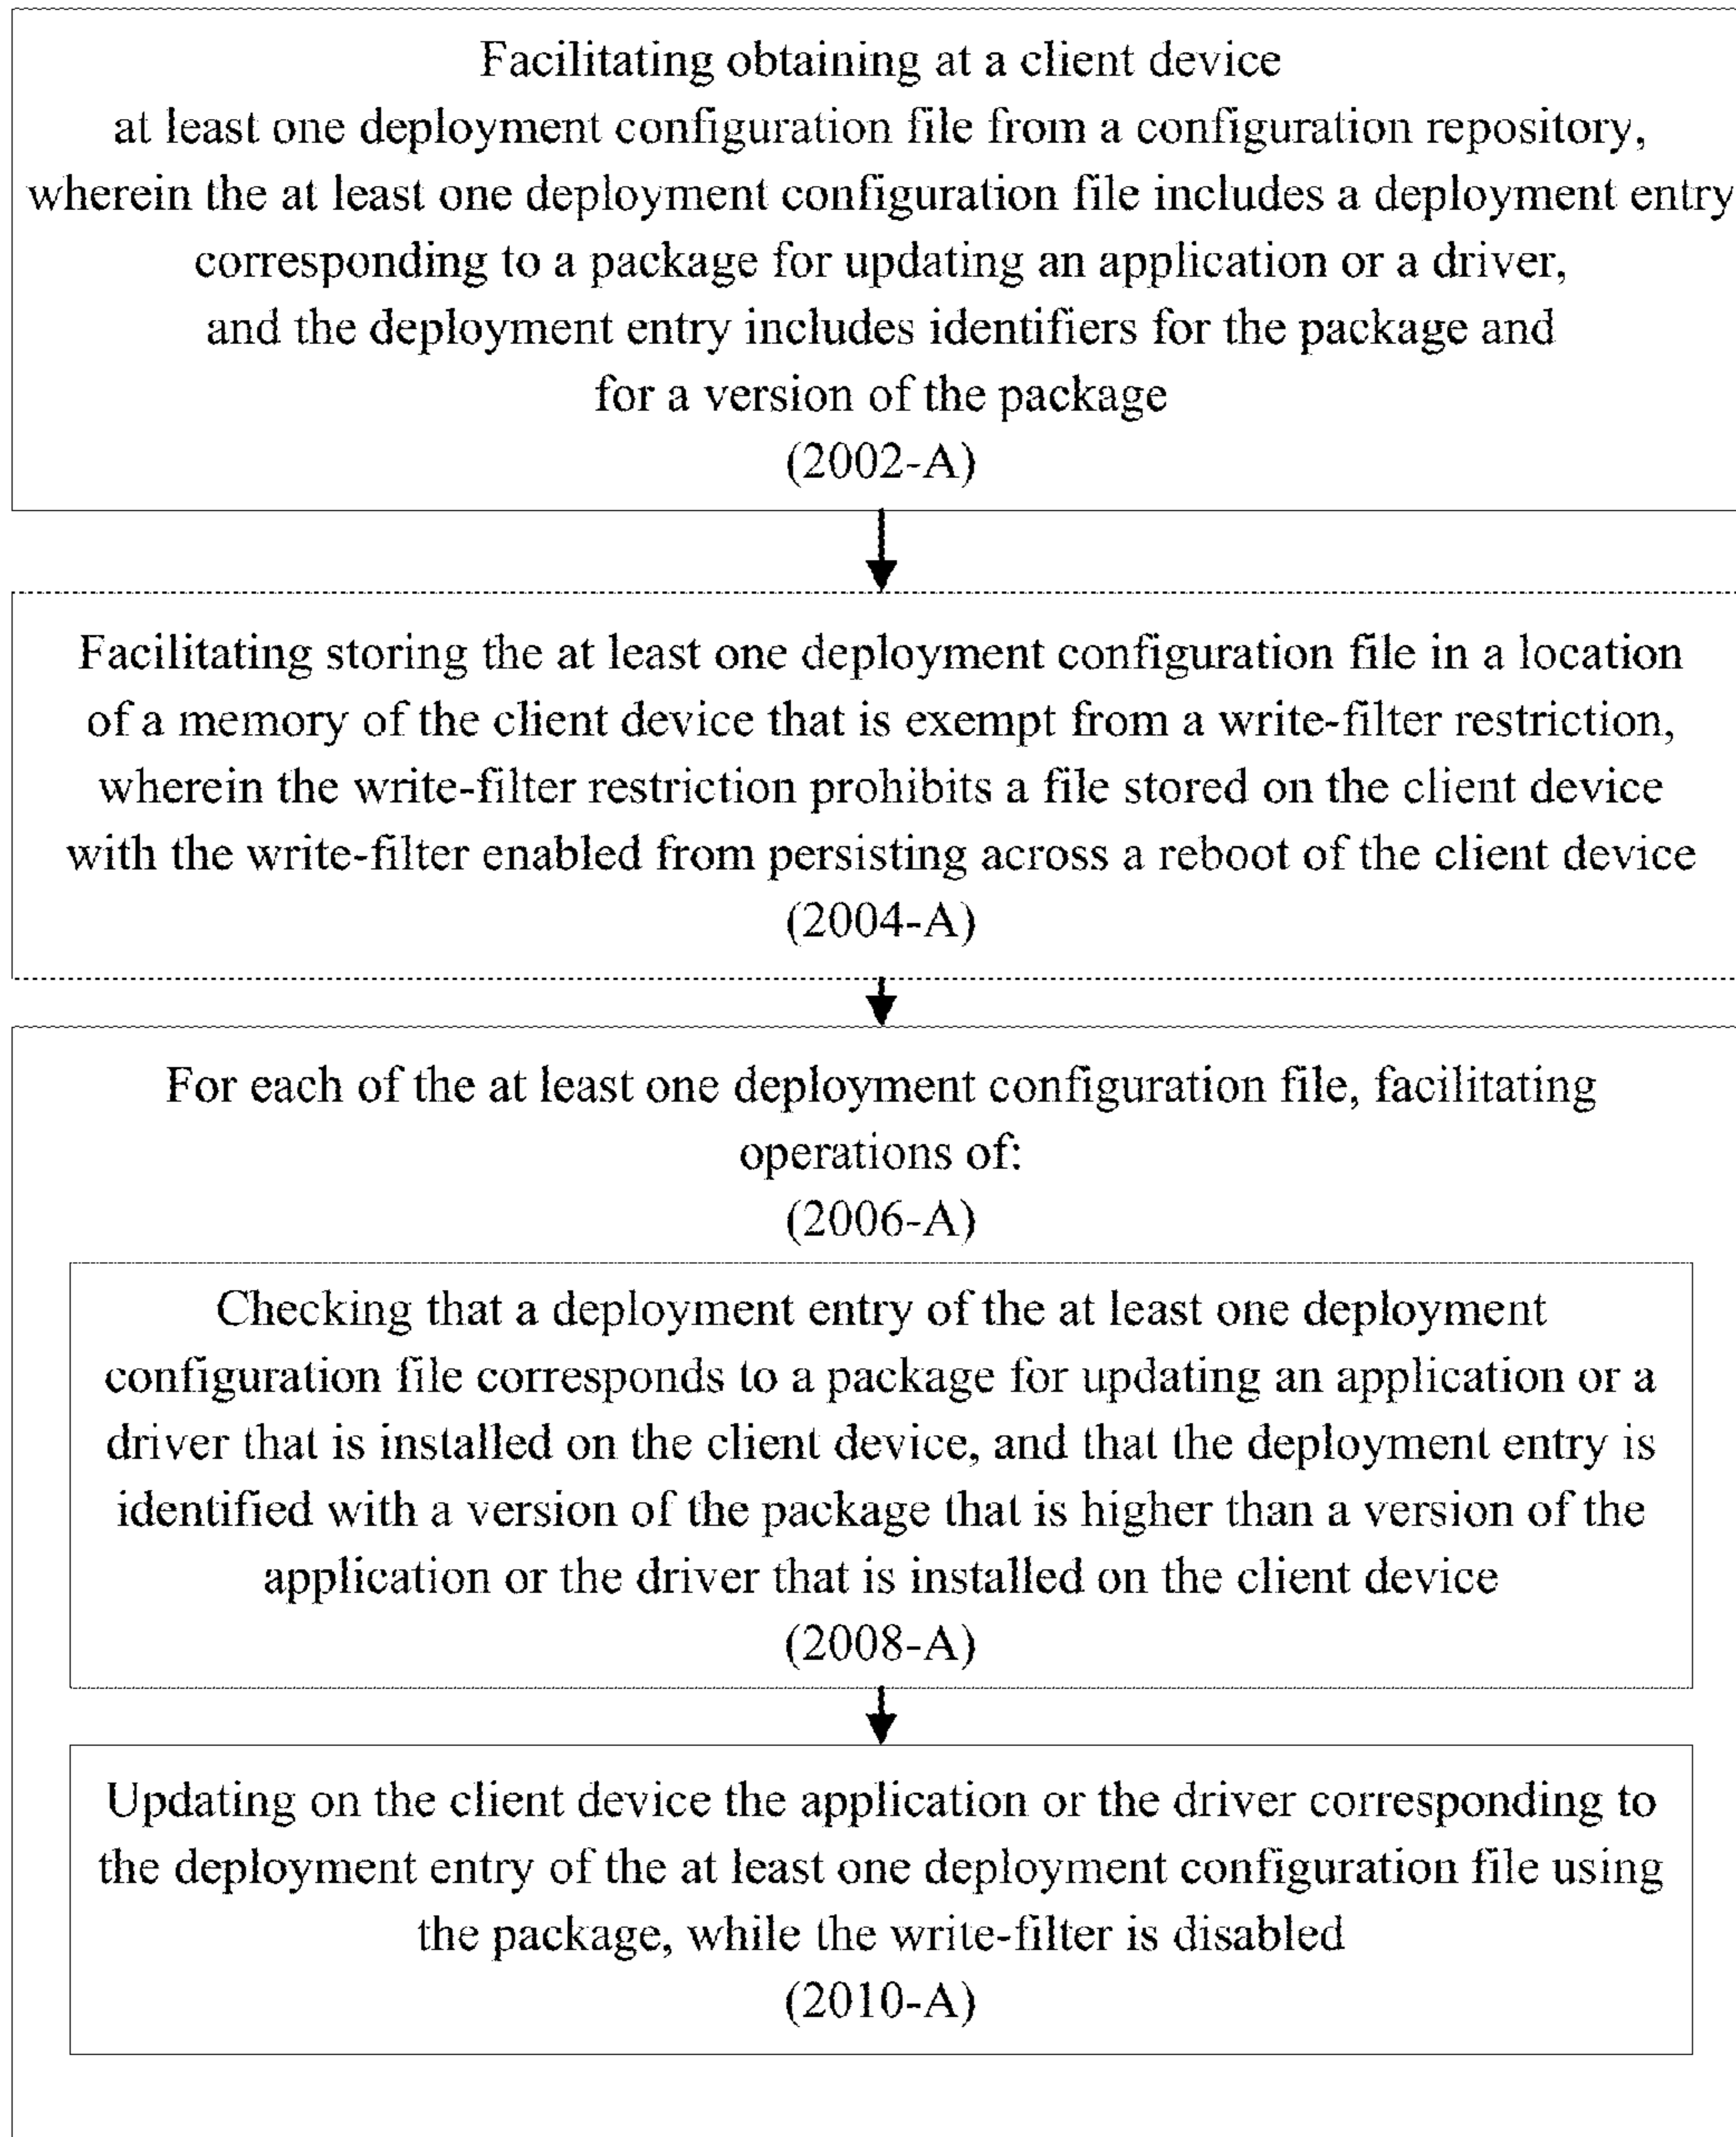 Facilitating obtaining at a client device
at least one deployment configuration file from a configuration repository,
wherein the at least one deployment configuration file includes a deployment entry
corresponding to a package for updating an application or a driver,
and the deployment entry includes identifiers for the package and
for a version of the package
(2002-A)
Facilitating storing the at least one deployment configuration file in a location
of a memory of the client device that is exempt from a write-filter restriction,
wherein the write-filter restriction prohibits a file stored on the client device
with the write-filter enabled from persisting across a reboot of the client device
(2004-A)
For each of the at least one deployment configuration file, facilitating
operations of:
(2006-A)
Checking that a deployment entry of the at least one deployment
configuration file corresponds to a package for updating an application or a
driver that is installed on the client device, and that the deployment entry is
identified with a version of the package that is higher than a version of the
application or the driver that is installed on the client device
(2008-A)
Updating on the client device the application or the driver corresponding to
the deployment entry of the at least one deployment configuration file using
the package, while the write-filter is disabled
(2010-A)